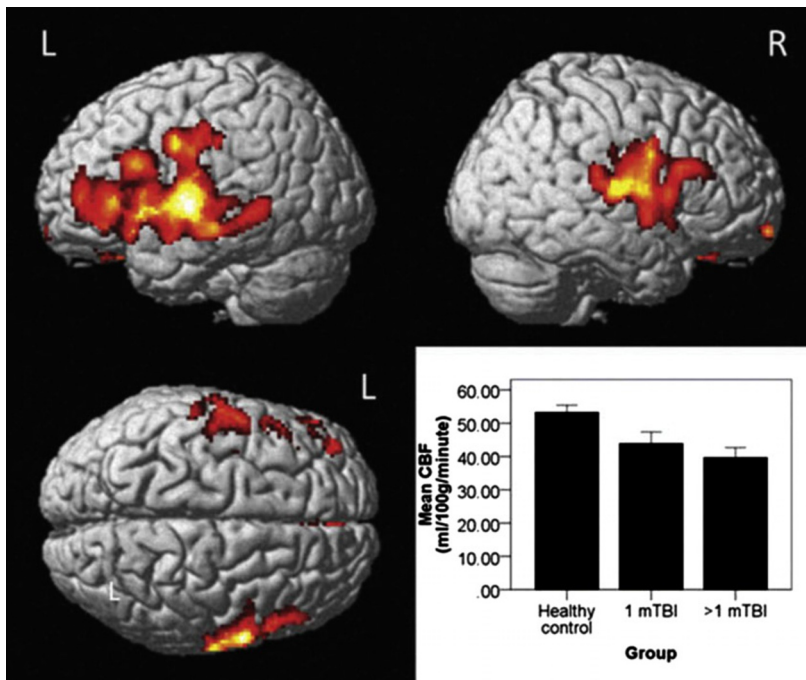 L
R
L
L
Mean CBF
(ml/100g/minute)
60.00
50.00
40.00
30.00
20.00
10.00
.00
Healthy
control
1 mTBI
>1 mTBI
Group